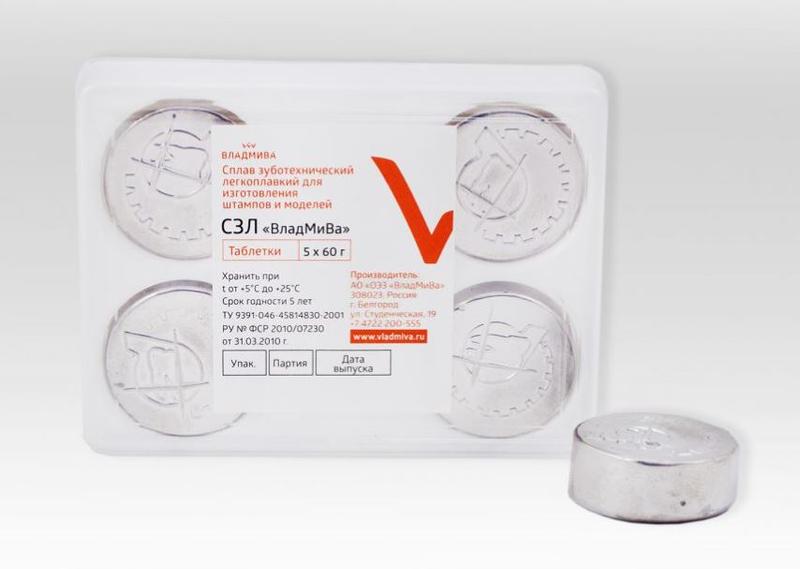 ВЛАДМИВА
Сплав зуботехнический
легкоплавкий для
изготовления
штампов и моделей
СЗЛ «ВладМиВа»
Таблетки 5 x 60 г
Хранить при
t от +5°C до +25°C
Срок годности 5 лет
ТУ 9391-046-45814830-2001
РУ № ФСР 2010/07230
от 31.03.2010 г.
Производитель:
АО «ОЭЗ «ВладМиВа»
308023, Россия
г. Белгород
ул. Студенческая, 19
+7 4722 200-555
www.vladmiva.ru
Упак. Партия Дата
выпуска